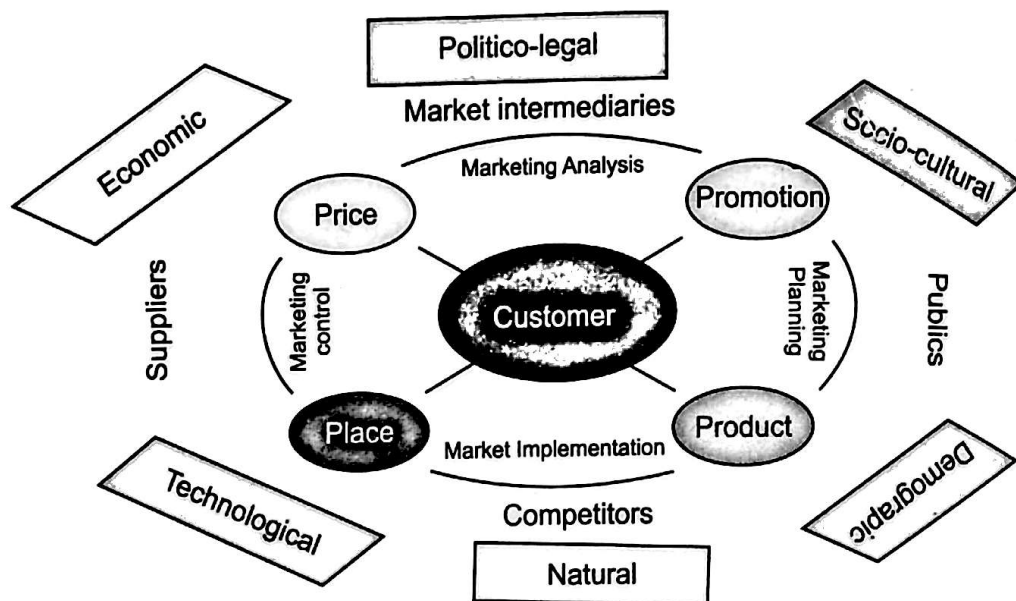 Politico-legal
Economic
Market intermediaries
Socio-cultural
Marketing Analysis
Price
Promotion
Suppliers
Marketing
control
Customer
Marketing
Planning
Publics
Place
Product
Market Implementation
Technological
Competitors
Demograpic
Natural